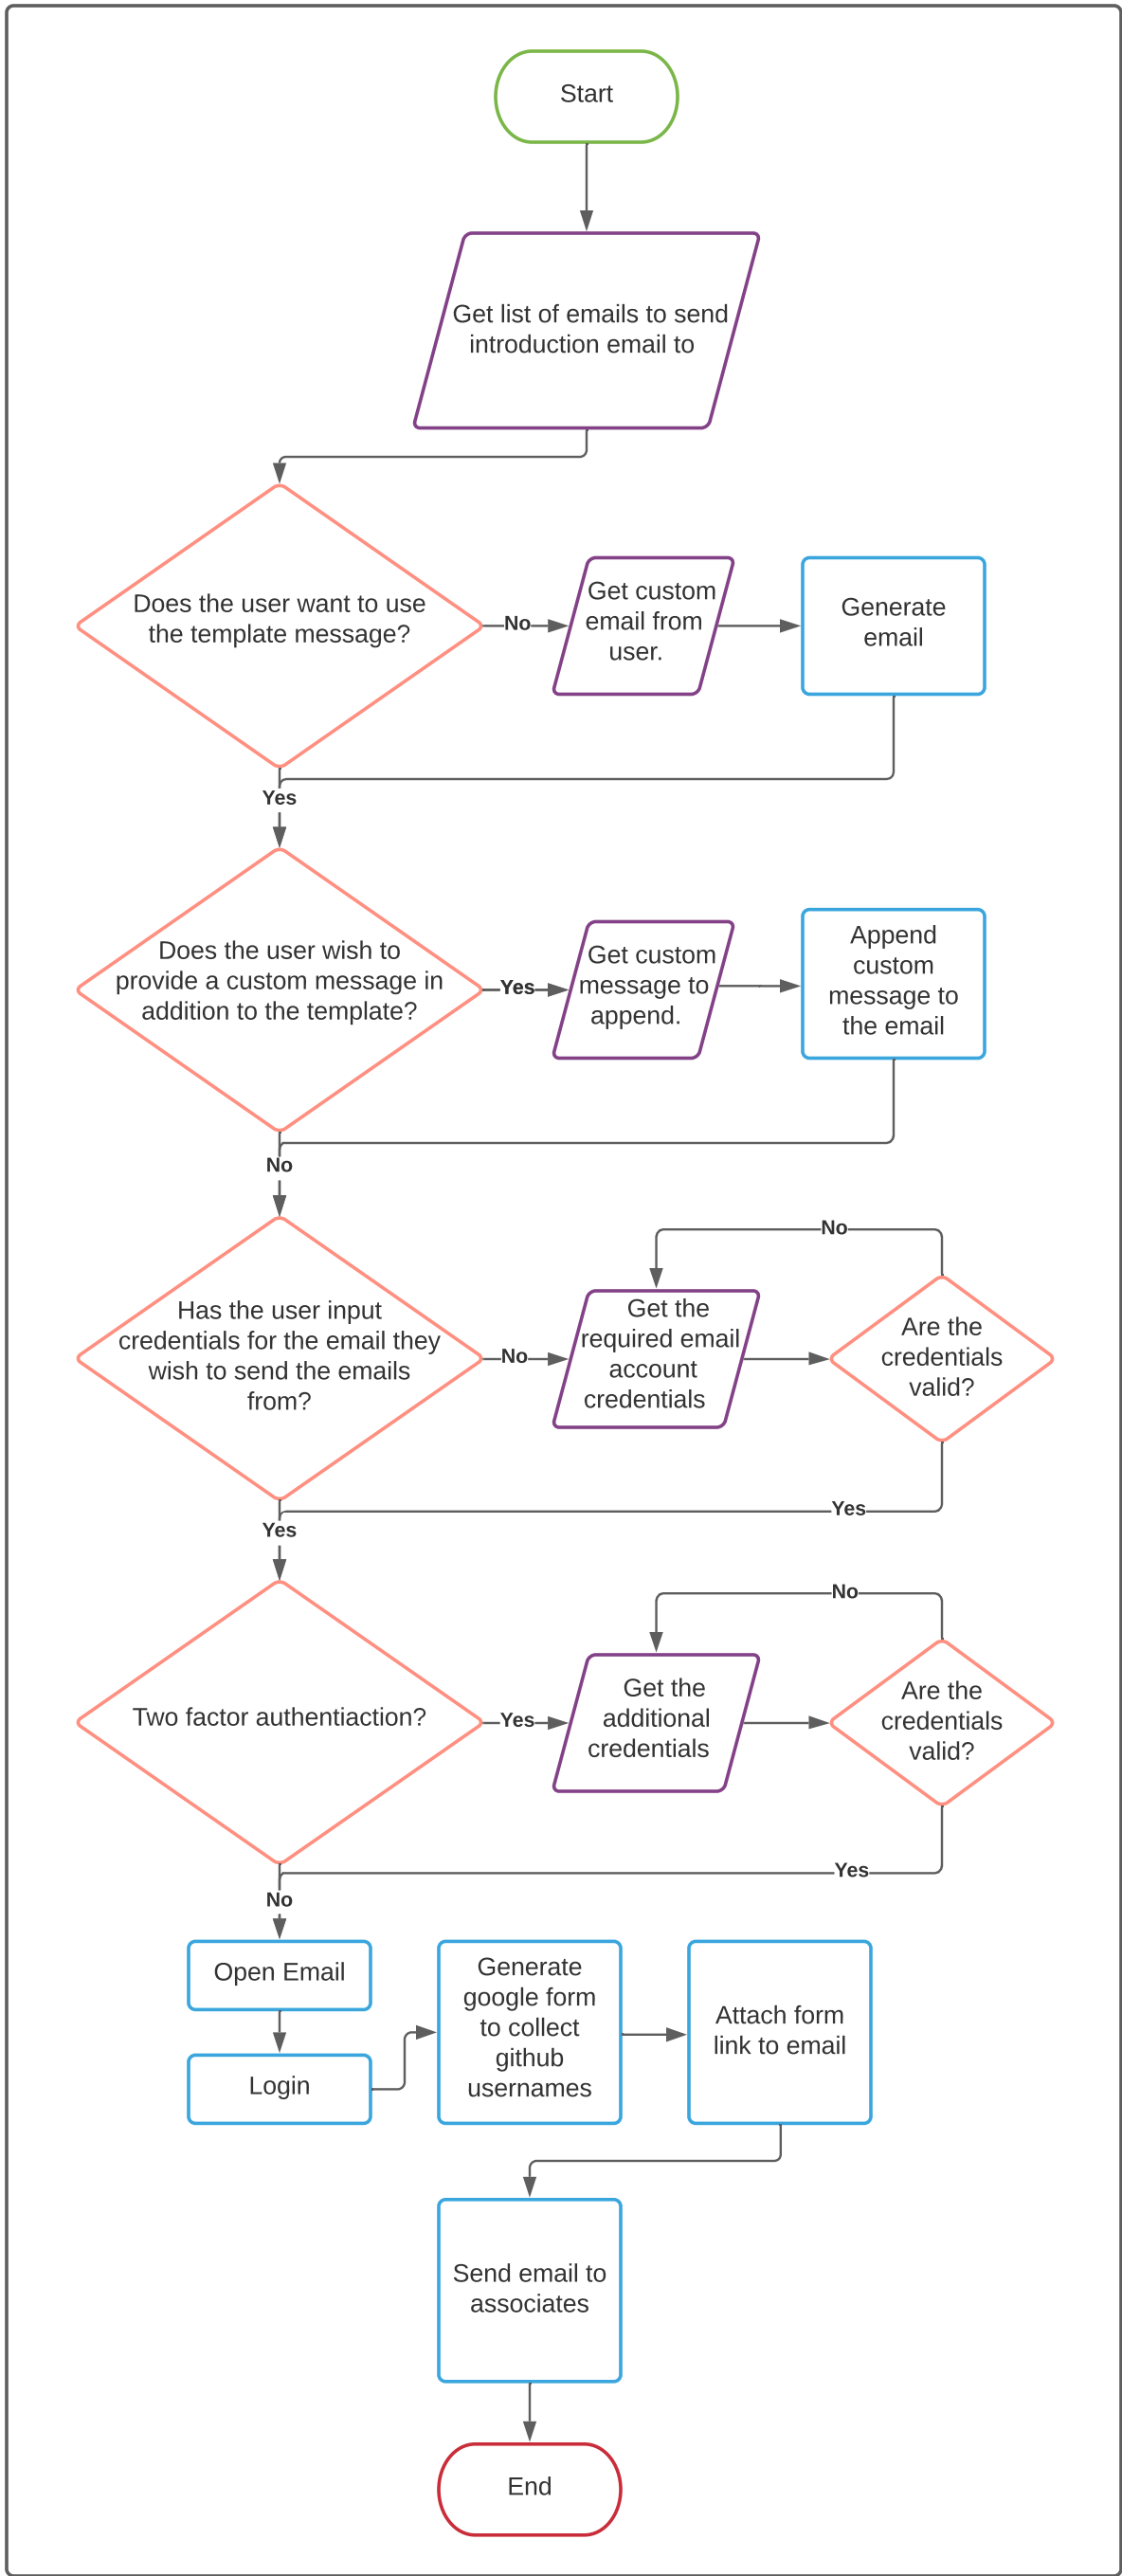 Start
Get list of emails to send
introduction email to
Does the user want to use
the template message?
No
Get custom
email from
user.
Generate
email
Yes
Does the user wish to
provide a custom message in
addition to the template?
Yes
Get custom
message to
append.
Append
custom
message to
the email
No
Has the user input
credentials for the email they
wish to send the emails
from?
No
Get the
required email
account
credentials
No
Are the
credentials
valid?
Yes
Yes
Two factor authentiaction?
Yes
Get the
additional
credentials
No
Are the
credentials
valid?
Yes
No
Open Email
Login
Generate
google form
to collect
github
usernames
Attach form
link to email
Send email to
associates
End